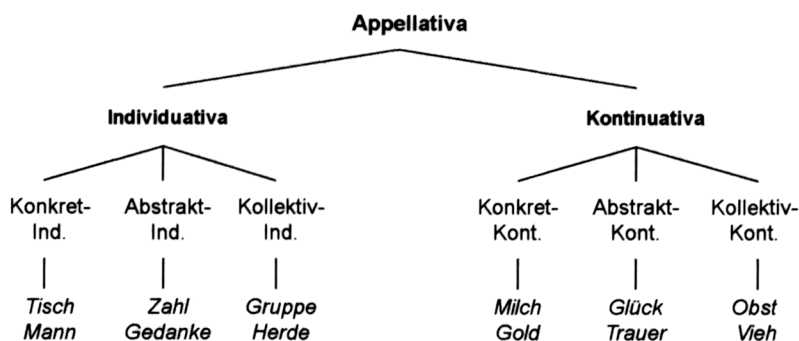 Appellativa
Individuativa Kontinuativa
Konkret- Abstrakt- Kollektiv- Konkret- Abstrakt- Kollektiv-
Ind. Ind. Ind. Kont. Kont. Kont.
Tisch Zahl Gruppe Milch Glück Obst
Mann Gedanke Herde Gold Trauer Vieh